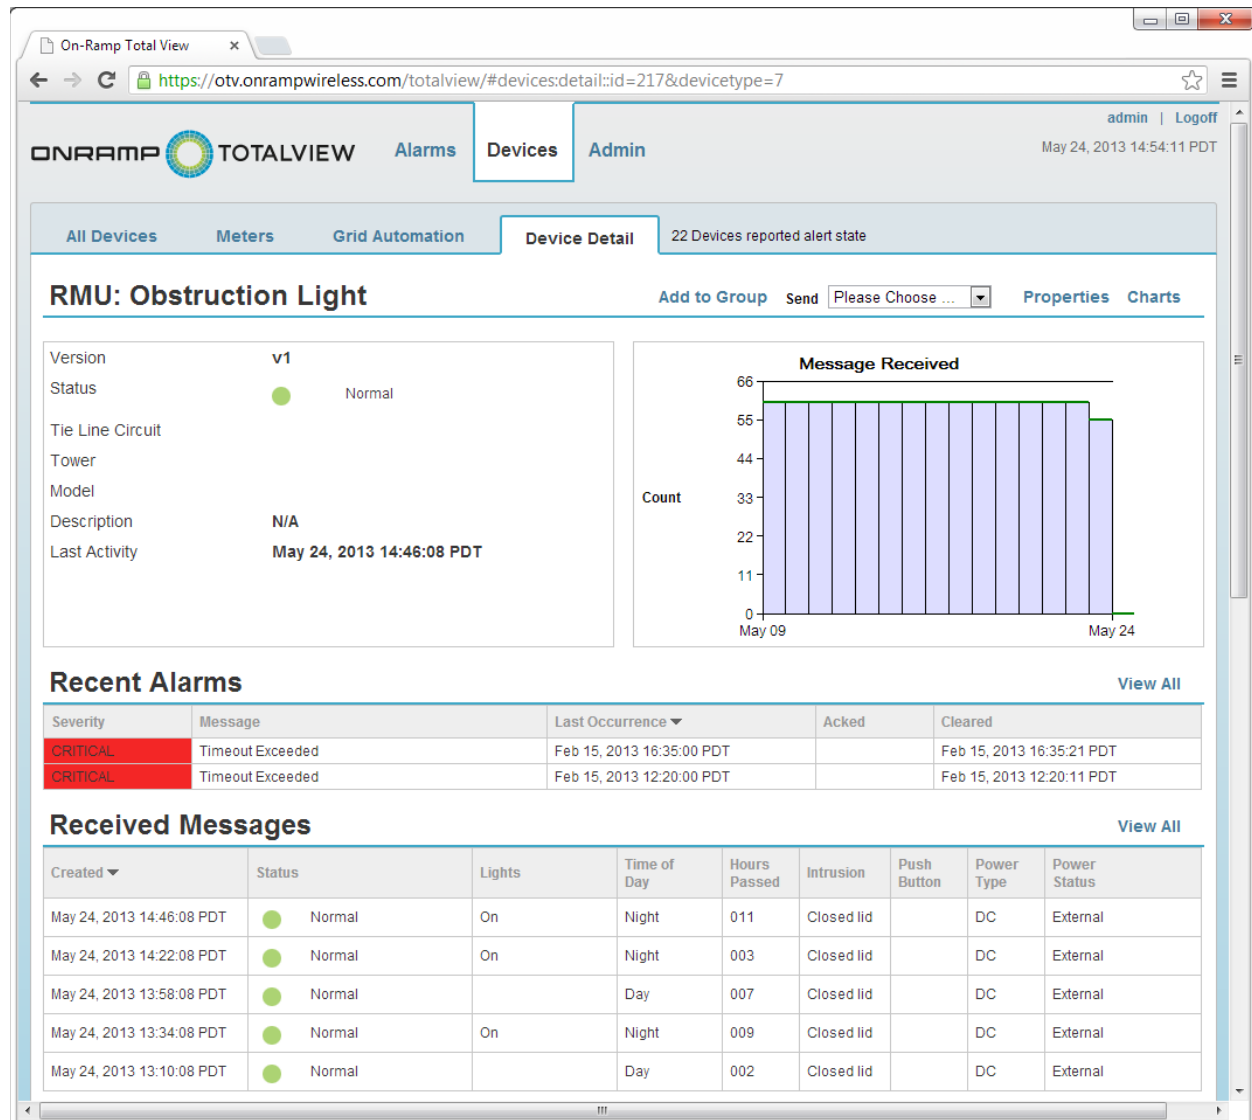 On-Ramp Total View
https://otv.onrampwireless.com/totalview/#devices:detail::id=217&devicetype=7
admin | Logoff
ONRAMP TOTALVIEW Alarms Devices Admin
May 24, 2013 14:54:11 PDT
All Devices Meters Grid Automation Device Detail 22 Devices reported alert state
RMU: Obstruction Light Add to Group Send Please Choose ... Properties Charts
Version v1
Status Normal
Tie Line Circuit
Tower
Model
Description N/A
Last Activity May 24, 2013 14:46:08 PDT
Message Received
66
55
44
Count 33
22
11
0
May 09 May 24
Recent Alarms View All
Severity Message Last Occurrence Acked Cleared
CRITICAL Timeout Exceeded Feb 15, 2013 16:35:00 PDT Feb 15, 2013 16:35:21 PDT
CRITICAL Timeout Exceeded Feb 15, 2013 12:20:00 PDT Feb 15, 2013 12:20:11 PDT
Received Messages View All
Created Status Lights Time of Day Hours Passed Intrusion Push Button Power Type Power Status
May 24, 2013 14:46:08 PDT Normal On Night 011 Closed lid DC External
May 24, 2013 14:22:08 PDT Normal On Night 003 Closed lid DC External
May 24, 2013 13:58:08 PDT Normal Day 007 Closed lid DC External
May 24, 2013 13:34:08 PDT Normal On Night 009 Closed lid DC External
May 24, 2013 13:10:08 PDT Normal Day 002 Closed lid DC External